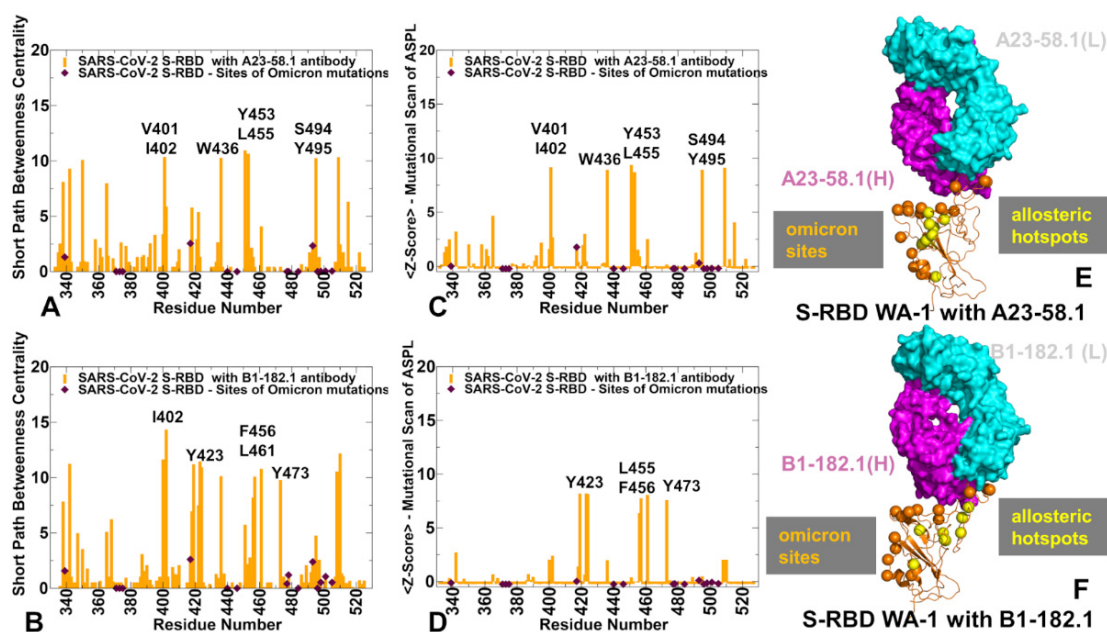 20
15
10
5
0
Short Path Betweenness Centrality
SARS-CoV-2 S-RBD with A23-58.1 antibody
SARS-CoV-2 S-RBD - Sites of Omicron mutations
V401
I402
W436
Y453
L455
S494
Y495
340
360
380
400
420
440
460
480
500
520
Residue Number
A
20
15
10
5
0
<Z-Score> - Mutational Scan of ASPL
SARS-CoV-2 S-RBD with A23-58.1 antibody
SARS-CoV-2 S-RBD - Sites of Omicron mutations
V401
I402
W436
Y453
L455
S494
Y495
340
360
380
400
420
440
460
480
500
520
Residue Number
C
A23-58.1(L)
A23-58.1(H)
omicron
sites
allosteric
hotspots
E
S-RBD WA-1 with A23-58.1
20
15
10
5
0
Short Path Betweenness Centrality
SARS-CoV-2 S-RBD with B1-182.1 antibody
SARS-CoV-2 S-RBD - Sites of Omicron mutations
I402
Y423
F456
L461
Y473
340
360
380
400
420
440
460
480
500
520
Residue Number
B
20
15
10
5
0
<Z-Score> - Mutational Scan of ASPL
SARS-CoV-2 S-RBD with B1-182.1 antibody
SARS-CoV-2 S-RBD - Sites of Omicron mutations
Y423
L455
F456
Y473
340
360
380
400
420
440
460
480
500
520
Residue Number
D
B1-182.1 (L)
B1-182.1(H)
omicron
sites
allosteric
hotspots
F
S-RBD WA-1 with B1-182.1